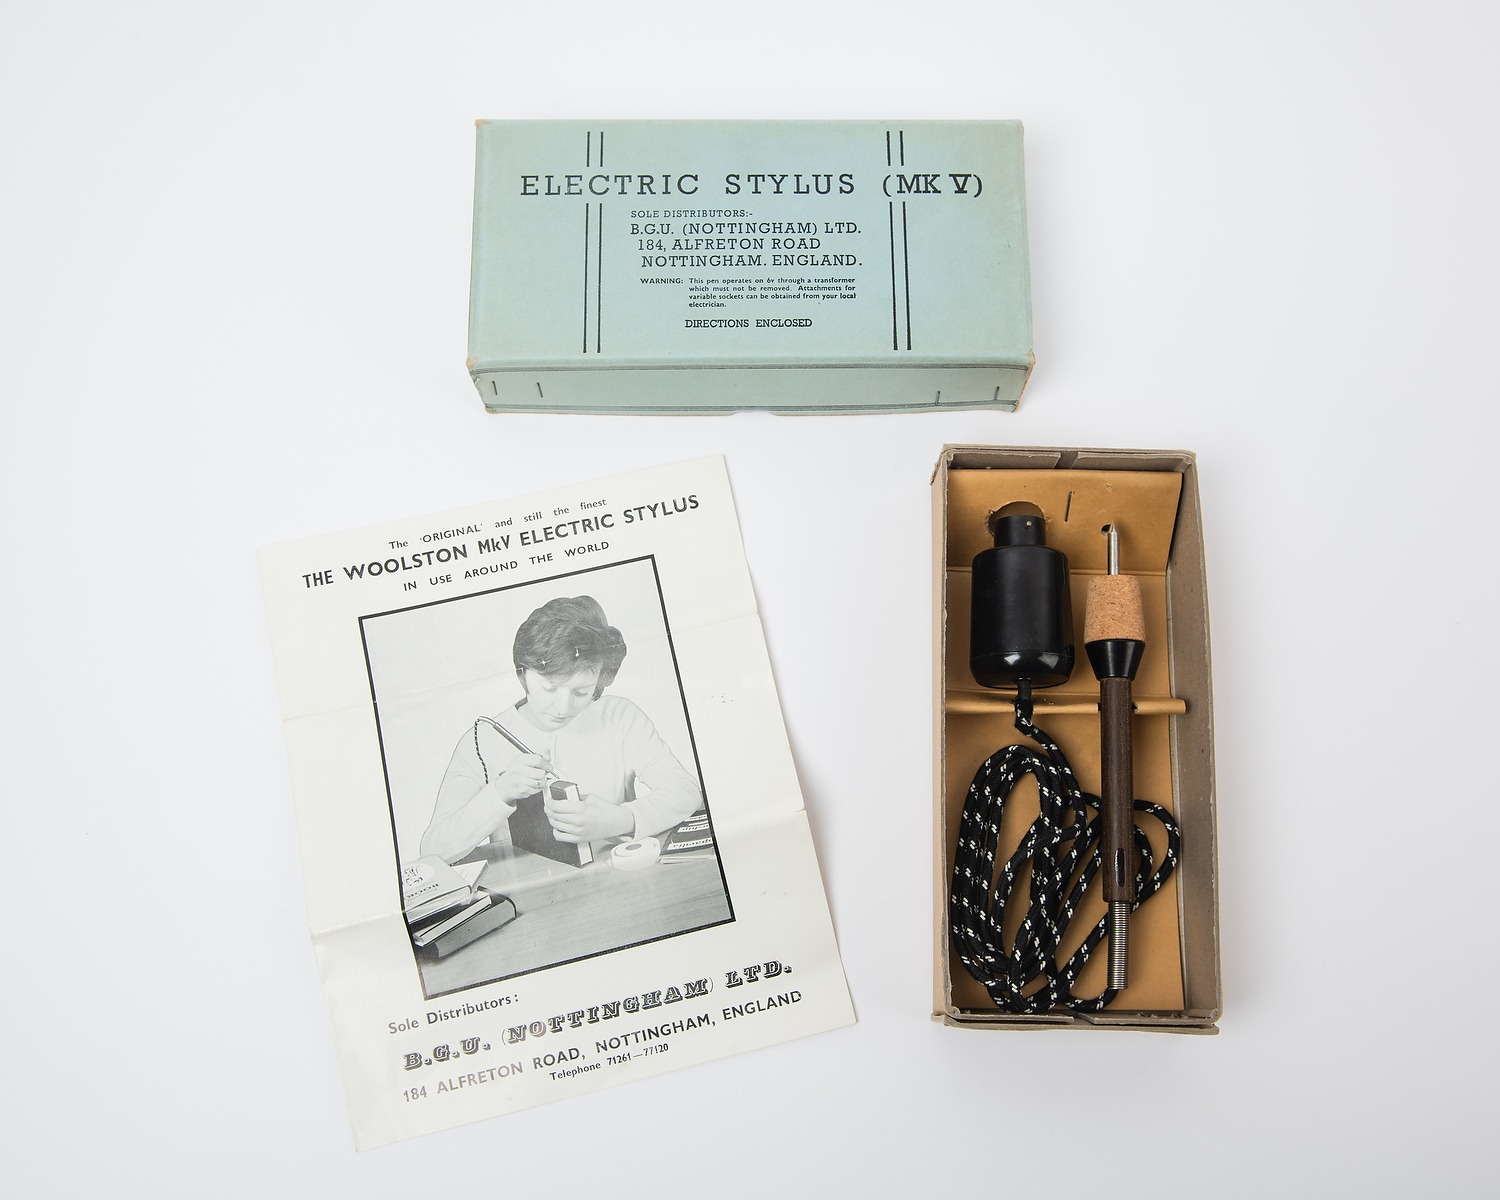 ELECTRIC STYLUS (MK V)
SOLE DISTRIBUTORS:-
B.G.U. (NOTTINGHAM) LTD.
184, ALFRETON ROAD
NOTTINGHAM. ENGLAND.
WARNING: This pen operates on 6v through a transformer
which must not be removed. Attachments for
variable sockets can be obtained from your local
electrician.
DIRECTIONS ENCLOSED
The 'ORIGINAL' and still the finest
THE WOOLSTON MkV ELECTRIC STYLUS
IN USE AROUND THE WORLD
Sole Distributors:
B.G.U. (NOTTINGHAM) LTD.
184 ALFRETON ROAD, NOTTINGHAM, ENGLAND
Telephone 71261—77120